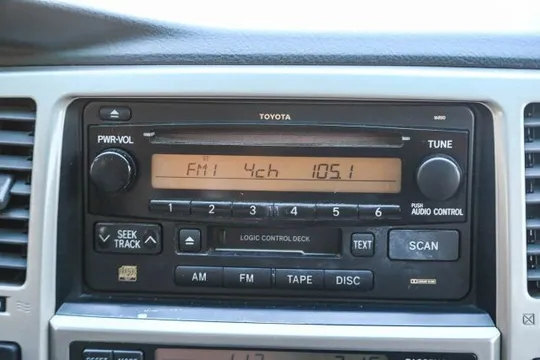 TOYOTA 16850
PWR-VOL
TUNE
FM1 4ch 105.1
1 2 3 4 5 6
PUSH
AUDIO CONTROL
SEEK
TRACK
LOGIC CONTROL DECK
TEXT
SCAN
AM FM TAPE DISC